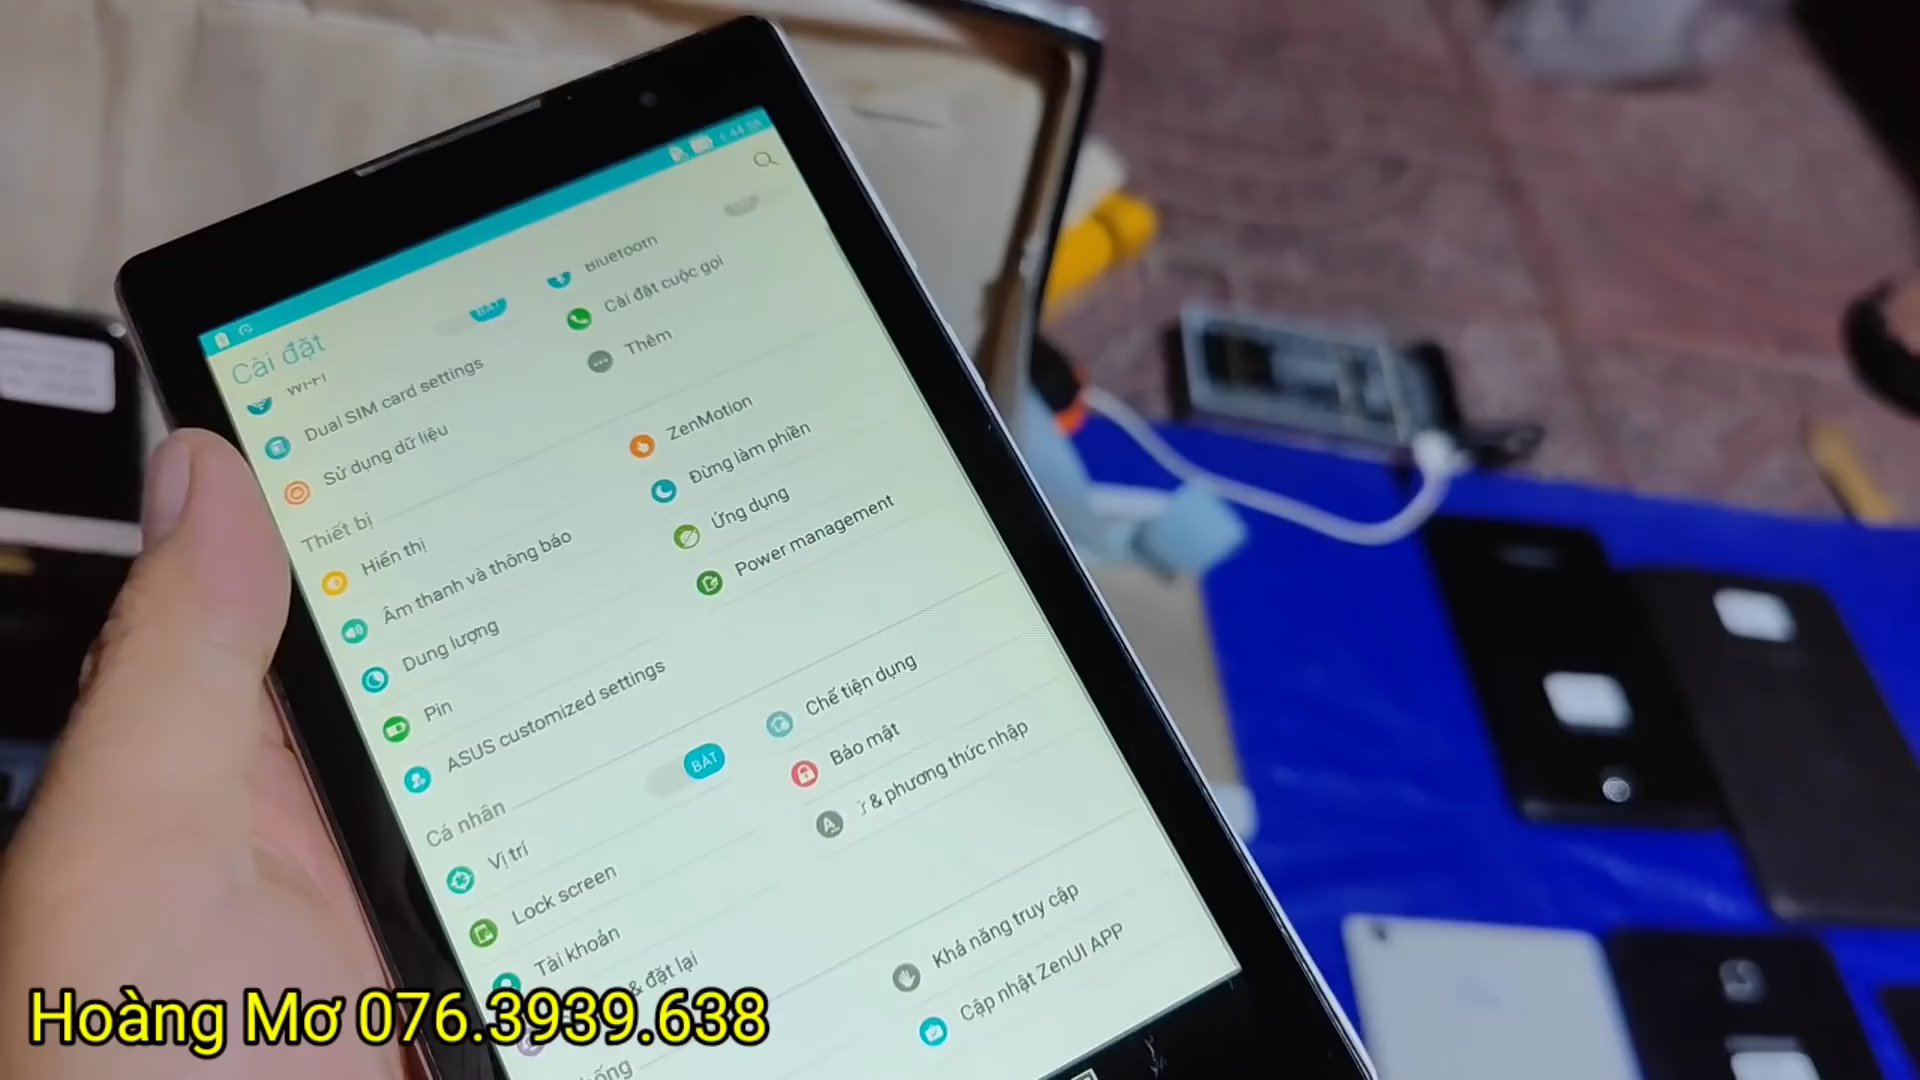 Cài đặt
Wi-Fi
BẬT
Bluetooth
Dual SIM card settings
Cài đặt cuộc gọi
Sử dụng dữ liệu
Thêm
Thiết bị
Hiển thị
ZenMotion
Âm thanh và thông báo
Đừng làm phiền
Dung lượng
Ứng dụng
Pin
Power management
ASUS customized settings
Cá nhân
Vị trí
BẬT
Chế tiện dụng
Lock screen
Bảo mật
Tài khoản
& phương thức nhập
& đặt lại
Khả năng truy cập
Cập nhật ZenUI APP
Hoàng Mơ 076.3939.638